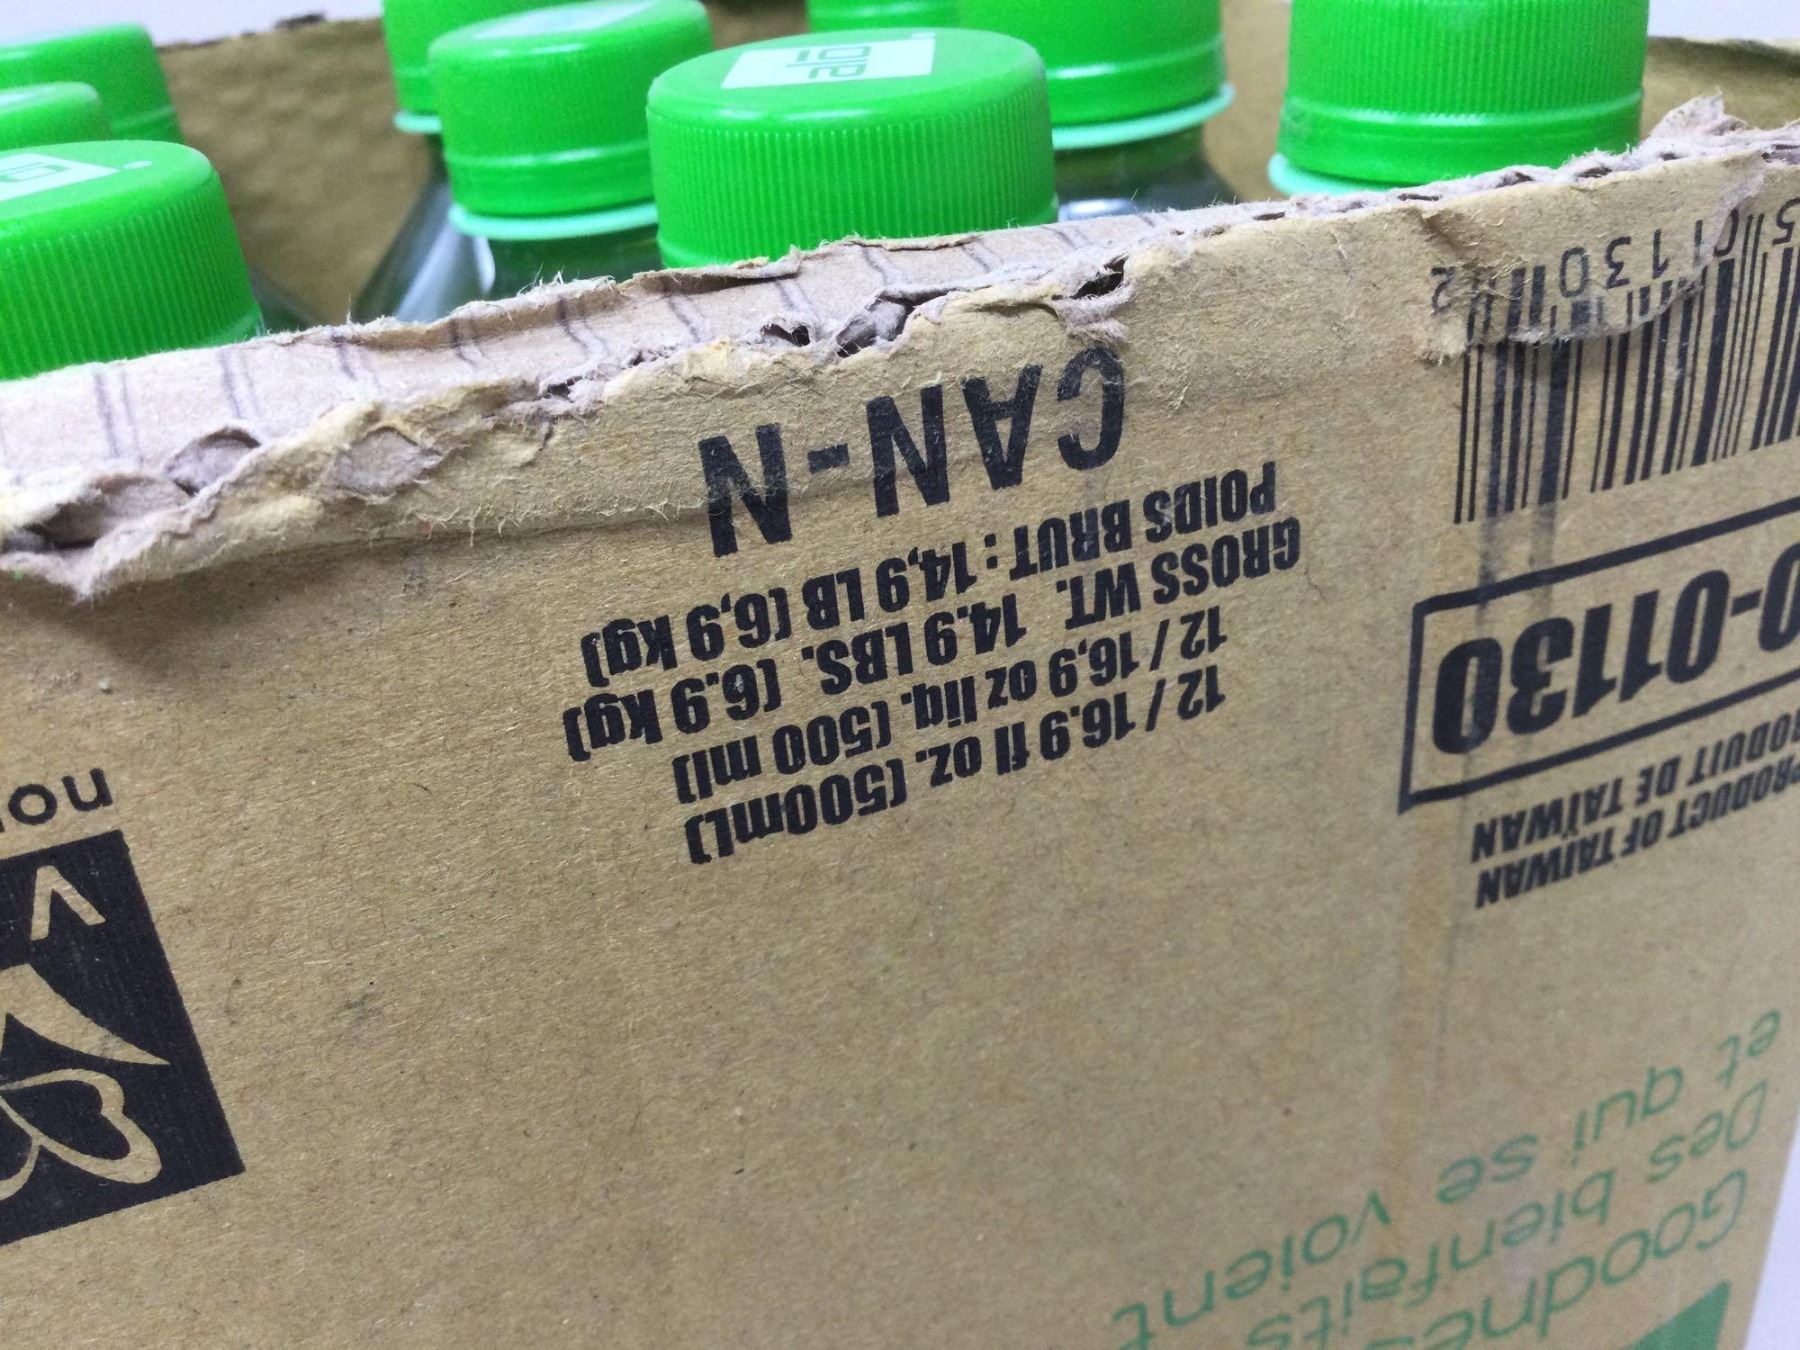 Goodness
Des bienfaits
et qui se voient
PRODUCT OF TAIWAN
PRODUIT DE TAÏWAN
0-01130
01130 2
12 / 16.9 fl oz. (500mL)
12 / 16,9 oz liq. (500 ml)
GROSS WT. 14.9 LBS. (6.9 kg)
POIDS BRUT : 14,9 LB (6,9 kg)
CAN-N